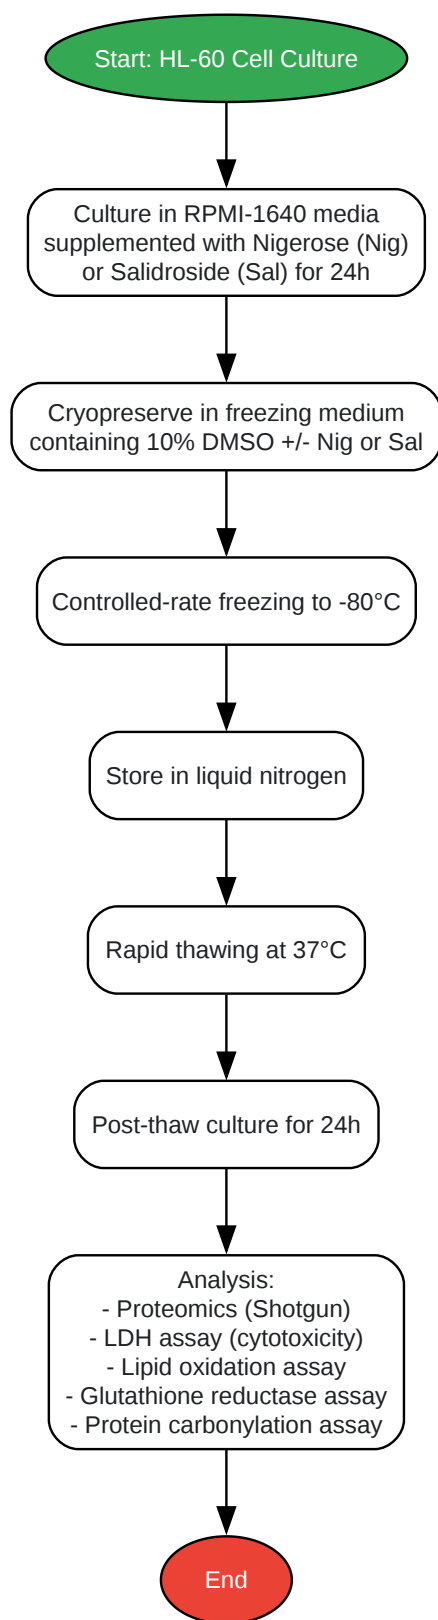 Start: HL-60 Cell Culture
Culture in RPMI-1640 media
supplemented with Nigerose (Nig)
or Salidroside (Sal) for 24h
Cryopreserve in freezing medium
containing 10% DMSO +/- Nig or Sal
Controlled-rate freezing to -80°C
Store in liquid nitrogen
Rapid thawing at 37°C
Post-thaw culture for 24h
Analysis:
- Proteomics (Shotgun)
- LDH assay (cytotoxicity)
- Lipid oxidation assay
- Glutathione reductase assay
- Protein carbonylation assay
End